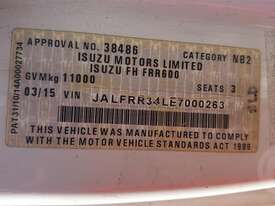 APPROVAL NO. 38486 CATEGORY NB2
ISUZU MOTORS LIMITED
ISUZU FH FRR600
GVMkg 11000 SEATS 3
03/15 VIN JALFRR34LE7000263
THIS VEHICLE WAS MANUFACTURED TO COMPLY
WITH THE MOTOR VEHICLE STANDARDS ACT 1989